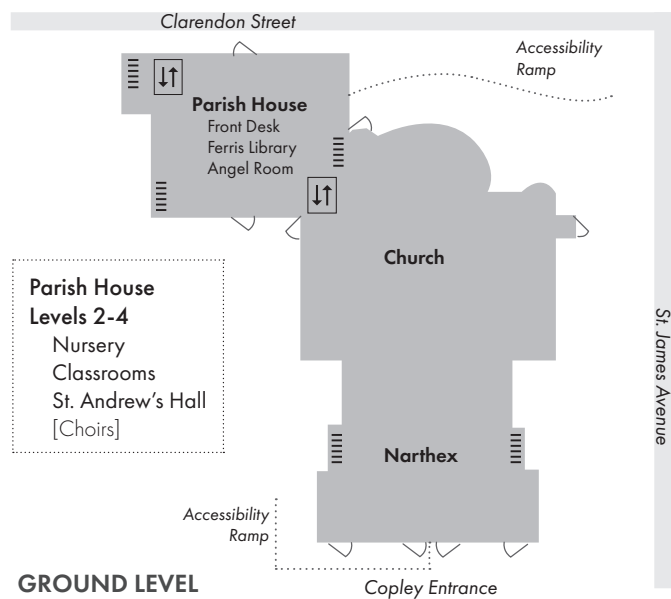 Clarendon Street
Accessibility
Ramp
Parish House
Front Desk
Ferris Library
Angel Room
Church
Parish House
Levels 2-4
Nursery
Classrooms
St. Andrew's Hall
[Choirs]
St. James Avenue
Narthex
Accessibility
Ramp
GROUND LEVEL
Copley Entrance